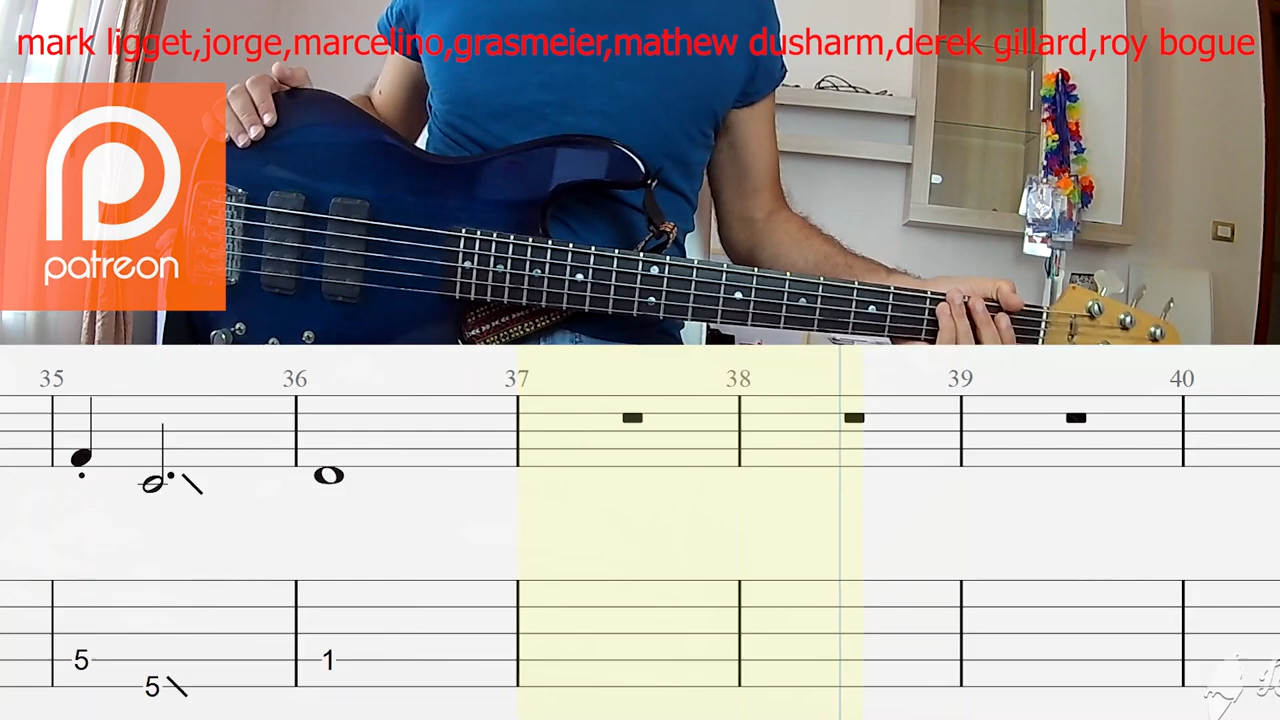 mark ligget,jorge,marcelino,grasmeier,mathew dusharm,derek gillard,roy bogue
patreon
35 36 37 38 39 40
5 1
5